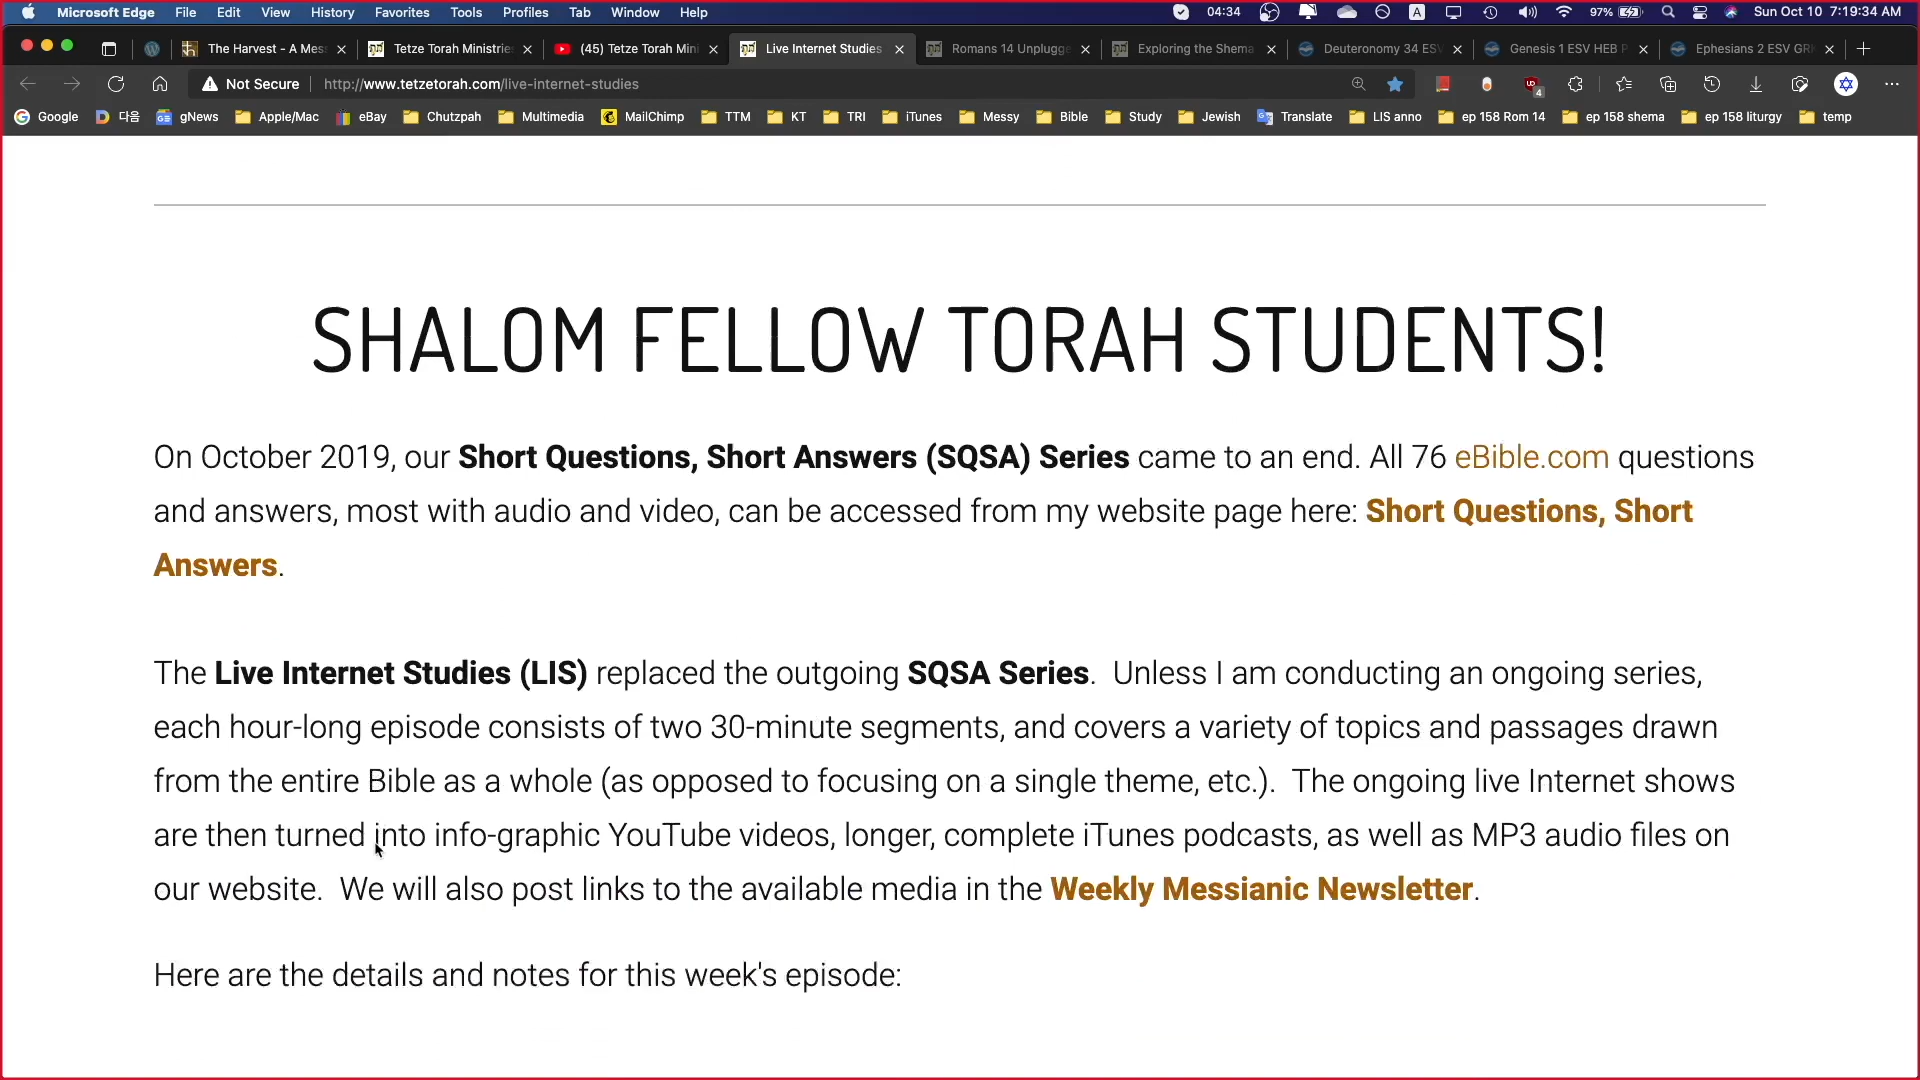 Microsoft Edge File Edit View History Favorites Tools Profiles Tab Window Help 04:34 A 97% Sun Oct 10 7:19:34 AM
The Harvest - A Mess Tetze Torah Ministries (45) Tetze Torah Mini Live Internet Studies Romans 14 Unplugge Exploring the Shema Deuteronomy 34 ESV Genesis 1 ESV HEB P Ephesians 2 ESV GRK
Not Secure http://www.tetzetorah.com/live-internet-studies 4
Google 다음 gNews Apple/Mac eBay Chutzpah Multimedia MailChimp TTM KT TRI iTunes Messy Bible Study Jewish Translate LIS anno ep 158 Rom 14 ep 158 shema ep 158 liturgy temp
SHALOM FELLOW TORAH STUDENTS!
On October 2019, our Short Questions, Short Answers (SQSA) Series came to an end. All 76 eBible.com questions
and answers, most with audio and video, can be accessed from my website page here: Short Questions, Short
Answers.
The Live Internet Studies (LIS) replaced the outgoing SQSA Series. Unless I am conducting an ongoing series,
each hour-long episode consists of two 30-minute segments, and covers a variety of topics and passages drawn
from the entire Bible as a whole (as opposed to focusing on a single theme, etc.). The ongoing live Internet shows
are then turned into info-graphic YouTube videos, longer, complete iTunes podcasts, as well as MP3 audio files on
our website. We will also post links to the available media in the Weekly Messianic Newsletter.
Here are the details and notes for this week's episode: